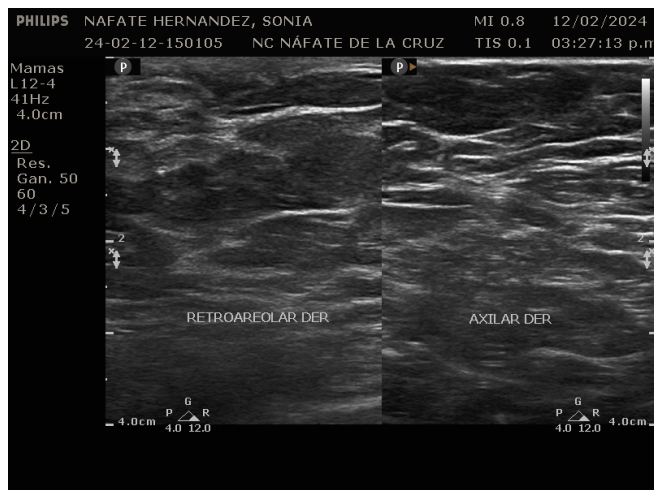 PHILIPS NAFATE HERNANDEZ, SONIA MI 0.8 12/02/2024
24-02-12-150105 NC NÁFATE DE LA CRUZ TIS 0.1 03:27:13 p.m
Mamas
L12-4
41Hz
4.0cm
2D
Res.
Gan. 50
60
4/3/5
P P
2 2
RETROAREOLAR DER AXILAR DER
G G
P R P R
4.0cm 4.0 12.0 4.0 12.0 4.0cm